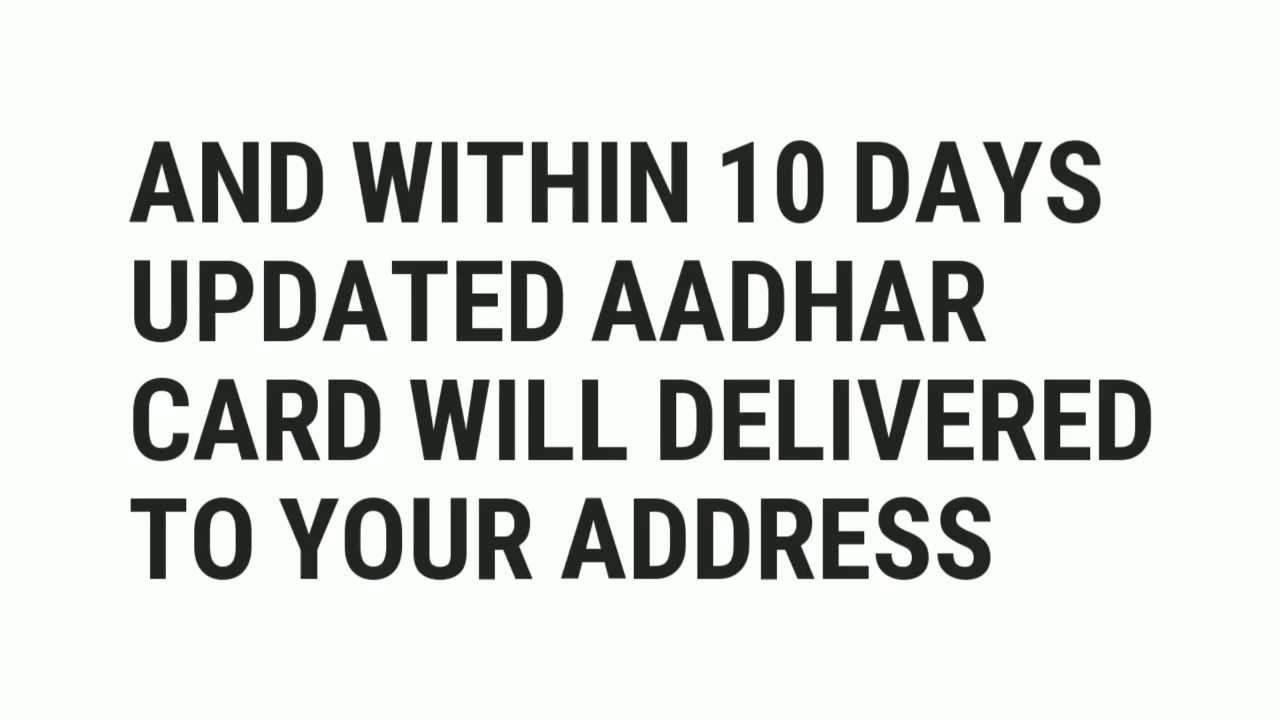 AND WITHIN 10 DAYS
UPDATED AADHAR
CARD WILL DELIVERED
TO YOUR ADDRESS